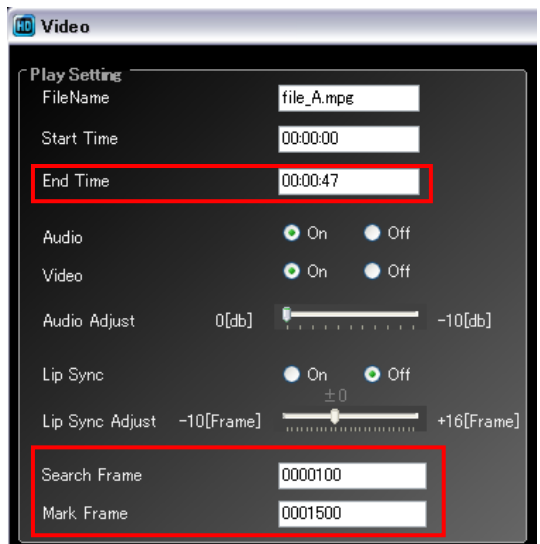 HD Video
Play Setting
FileName file_A.mpg
Start Time 00:00:00
End Time 00:00:47
Audio On Off
Video On Off
Audio Adjust 0[db] -10[db]
Lip Sync On Off
±0
Lip Sync Adjust -10[Frame] +16[Frame]
Search Frame 0000100
Mark Frame 0001500